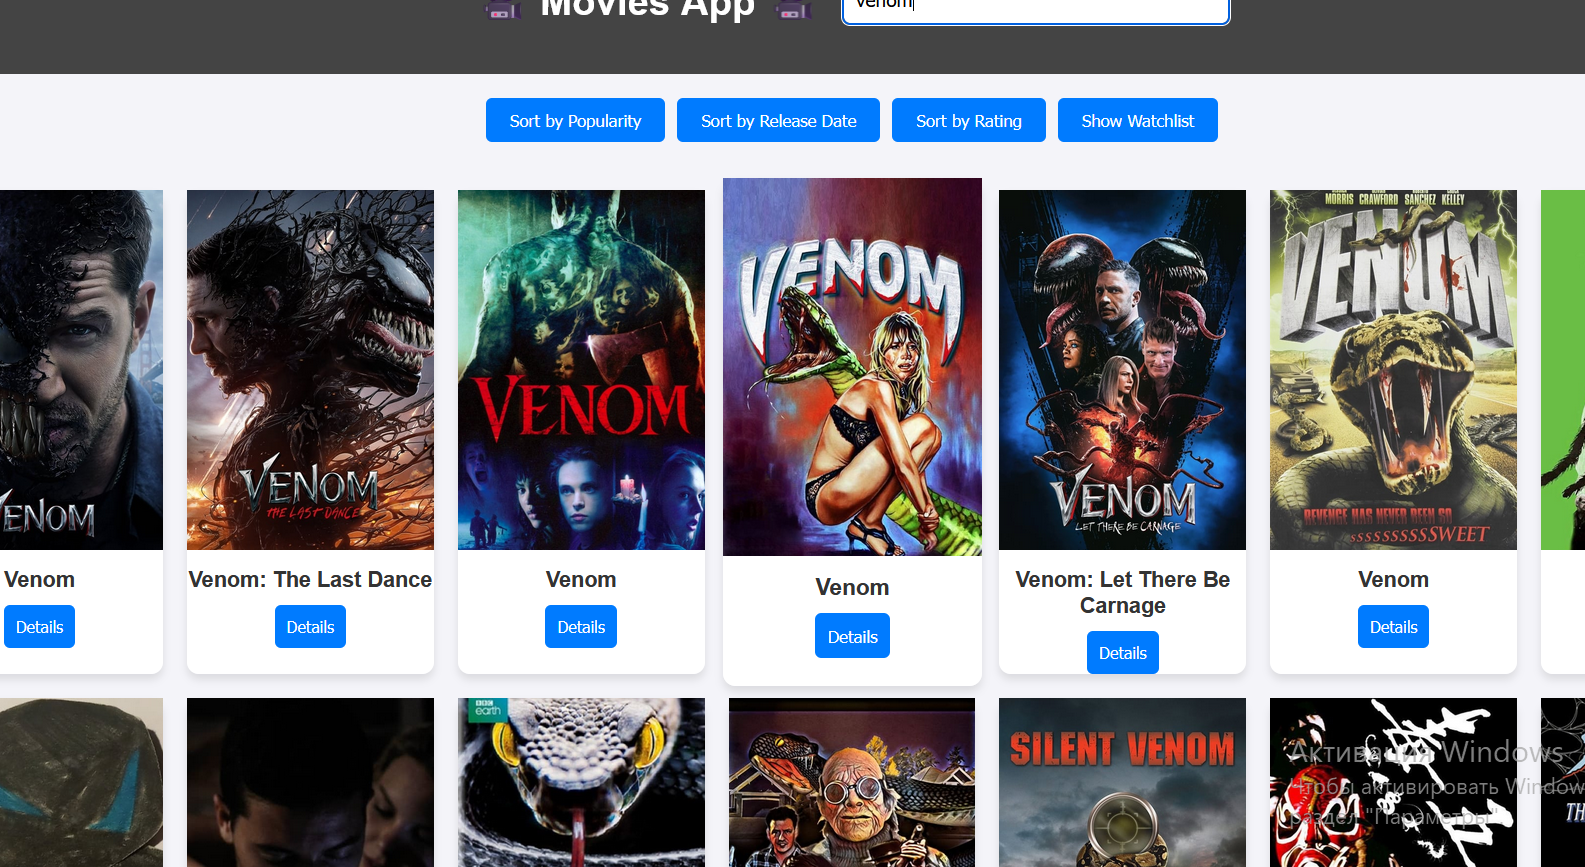 Movies App
venom
Sort by Popularity
Sort by Release Date
Sort by Rating
Show Watchlist
VENOM
VENOM
THE LAST DANCE
VENOM
VENOM
VENOM
LET THERE BE CARNAGE
MORRIS CRAWFORD SANCHEZ KELLEY
VENOM
REVENGE HAS NEVER BEEN SO
SSSSSSSSSSWEET
Venom
Details
Venom: The Last Dance
Details
Venom
Details
Venom
Details
Venom: Let There Be
Carnage
Details
Venom
Details
BBC
earth
SILENT VENOM
Активация Windows
Чтобы активировать Window
раздел "Параметры".
TH